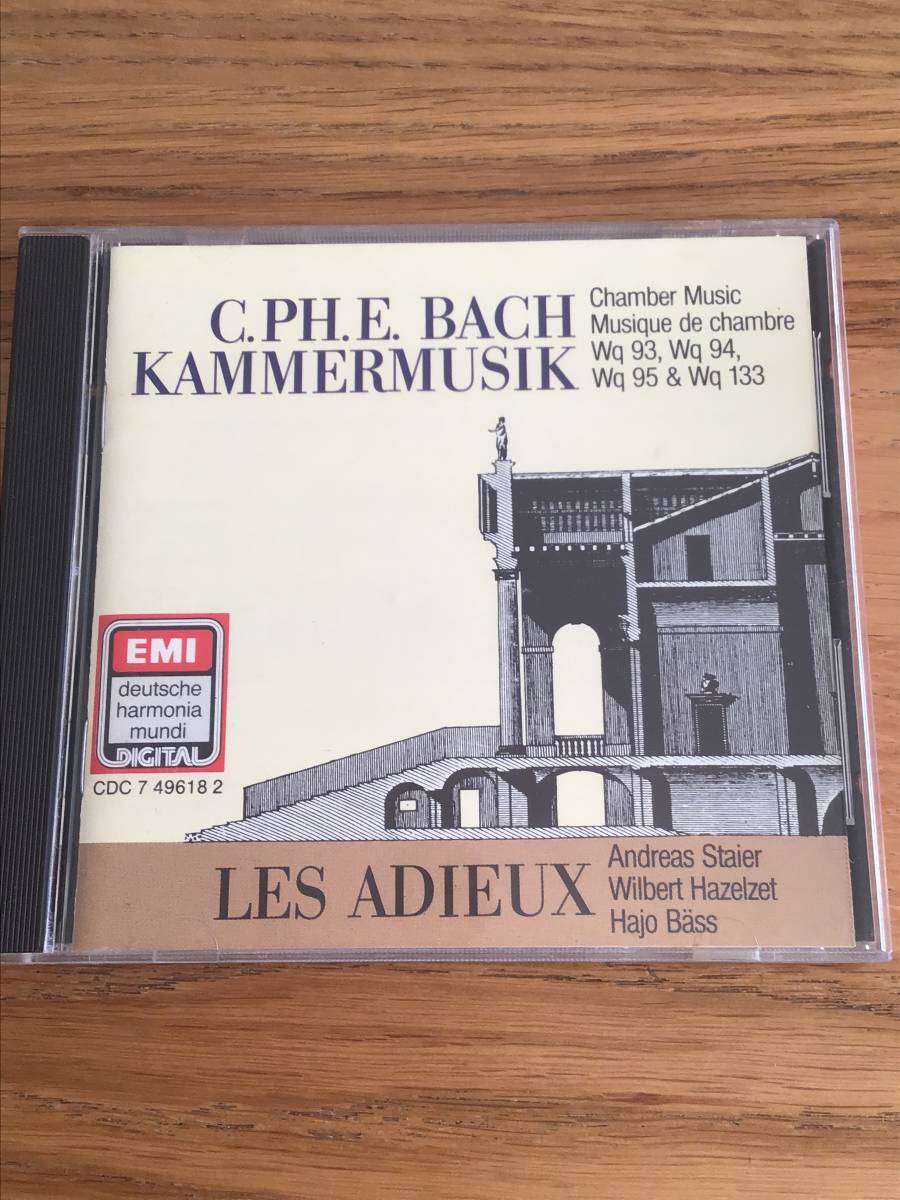 C.PH.E. BACH
KAMMERMUSIK
Chamber Music
Musique de chambre
Wq 93, Wq 94,
Wq 95 & Wq 133
EMI
deutsche
harmonia
mundi
DIGITAL
CDC 7 49618 2
LES ADIEUX
Andreas Staier
Wilbert Hazelzet
Hajo Bäss